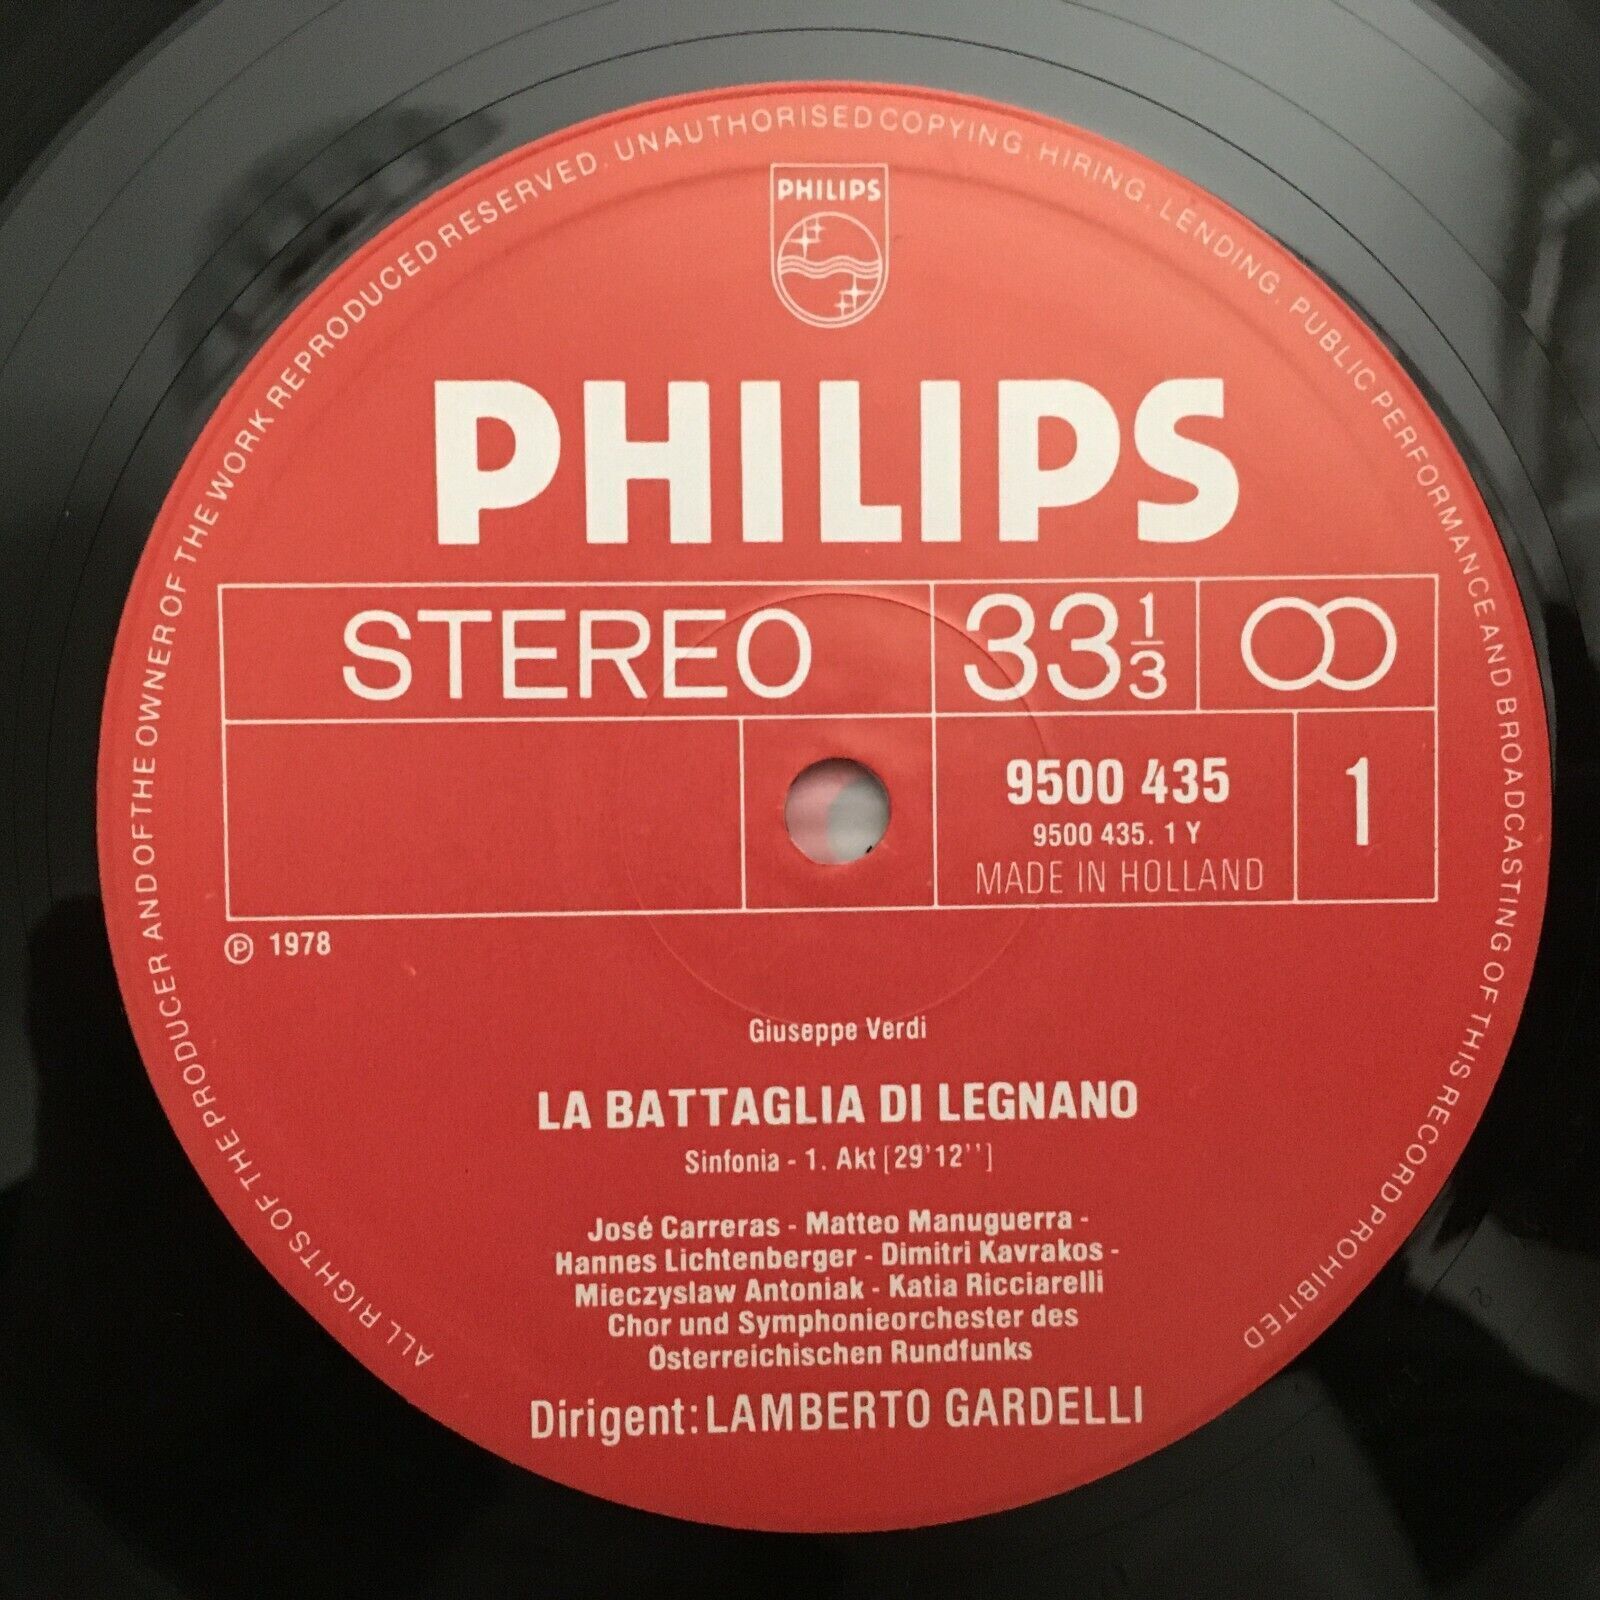 ALL RIGHTS OF THE PRODUCER AND OF THE OWNER OF THE WORK REPRODUCED RESERVED. UNAUTHORISED COPYING, HIRING, LENDING, PUBLIC PERFORMANCE AND BROADCASTING OF THIS RECORD PROHIBITED
PHILIPS
PHILIPS
STEREO
33 1/3
9500 435
9500 435. 1 Y
MADE IN HOLLAND
1
℗ 1978
Giuseppe Verdi
LA BATTAGLIA DI LEGNANO
Sinfonia - 1. Akt [29'12'']
José Carreras - Matteo Manuguerra -
Hannes Lichtenberger - Dimitri Kavrakos -
Mieczyslaw Antoniak - Katia Ricciarelli
Chor und Symphonieorchester des
Österreichischen Rundfunks
Dirigent: LAMBERTO GARDELLI